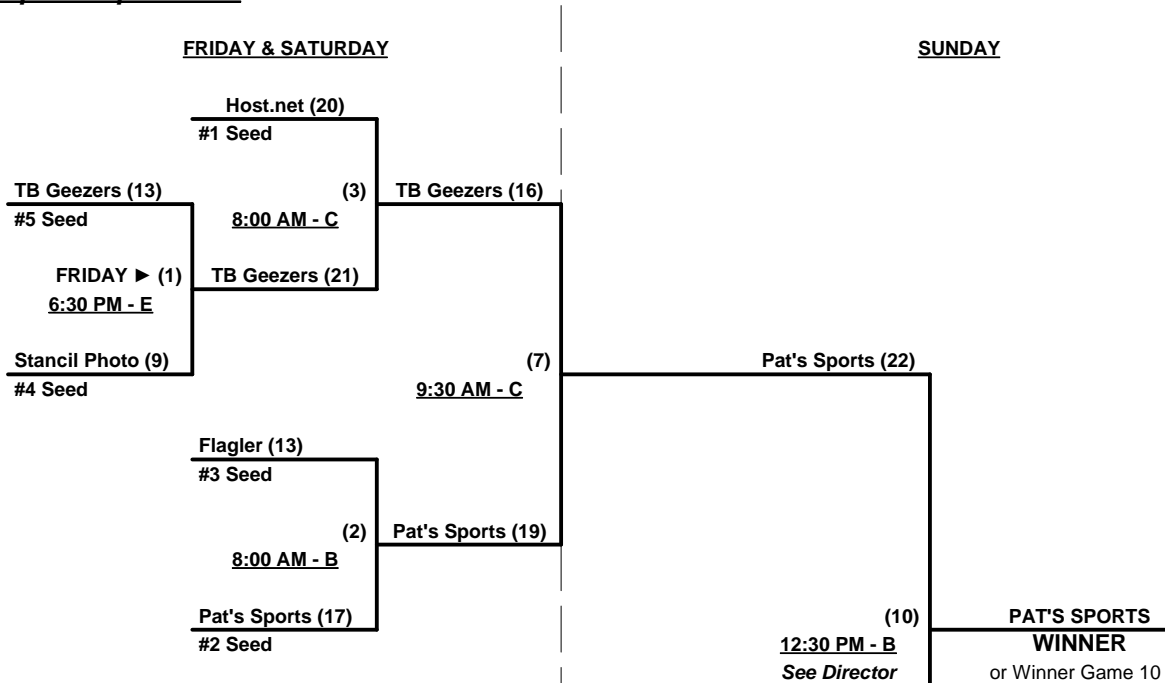 FRIDAY & SATURDAY
SUNDAY
Host.net (20)
#1 Seed
TB Geezers (13)
(3)
TB Geezers (16)
#5 Seed
8:00 AM - C
FRIDAY ► (1)
TB Geezers (21)
6:30 PM - E
Stancil Photo (9)
(7)
Pat's Sports (22)
#4 Seed
9:30 AM - C
Flagler (13)
#3 Seed
(2)
Pat's Sports (19)
8:00 AM - B
Pat's Sports (17)
(10)
PAT'S SPORTS
#2 Seed
12:30 PM - B
WINNER
See Director
or Winner Game 10